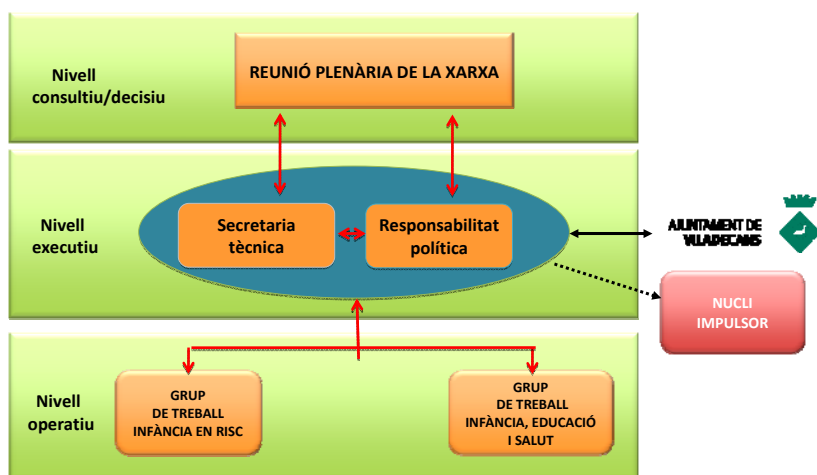 Nivell
consultiu/decisiu
REUNIÓ PLENÀRIA DE LA XARXA
Nivell
executiu
Secretaria
tècnica
Responsabilitat
política
AJUNTAMENT DE
VILADECANS
NUCLI
IMPULSOR
Nivell
operatiu
GRUP
DE TREBALL
INFÀNCIA EN RISC
GRUP
DE TREBALL
INFÀNCIA, EDUCACIÓ
I SALUT